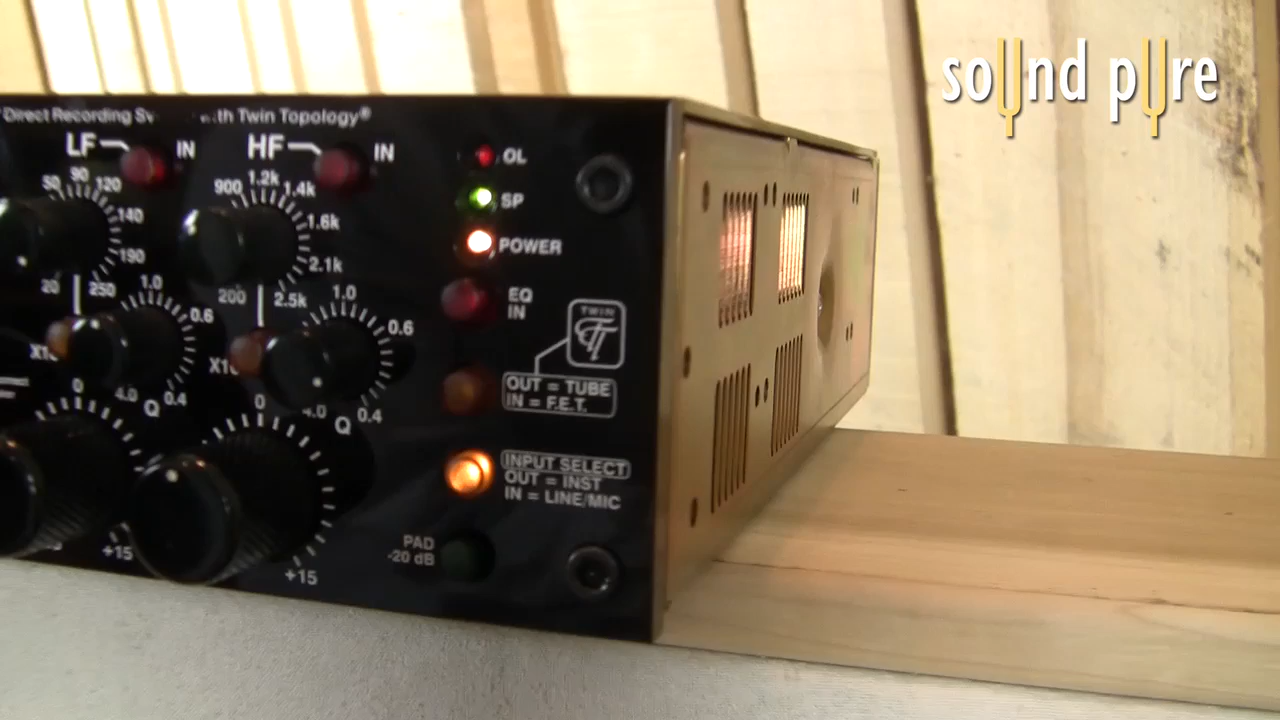 sound pure
Direct Recording Sy th Twin Topology®
LF IN HF IN
50 90 120 140 190 250 20
900 1.2k 1.4k 1.6k 2.1k 2.5k 200
OL
SP
POWER
EQ
IN
1.0 0.6 0.4 4.0 Q
1.0 0.6 0.4 4.0 Q
X10
X10
TWIN
TT
OUT = TUBE
IN = F.E.T.
0 +15
0 +15
INPUT SELECT
OUT = INST
IN = LINE/MIC
PAD
-20 dB